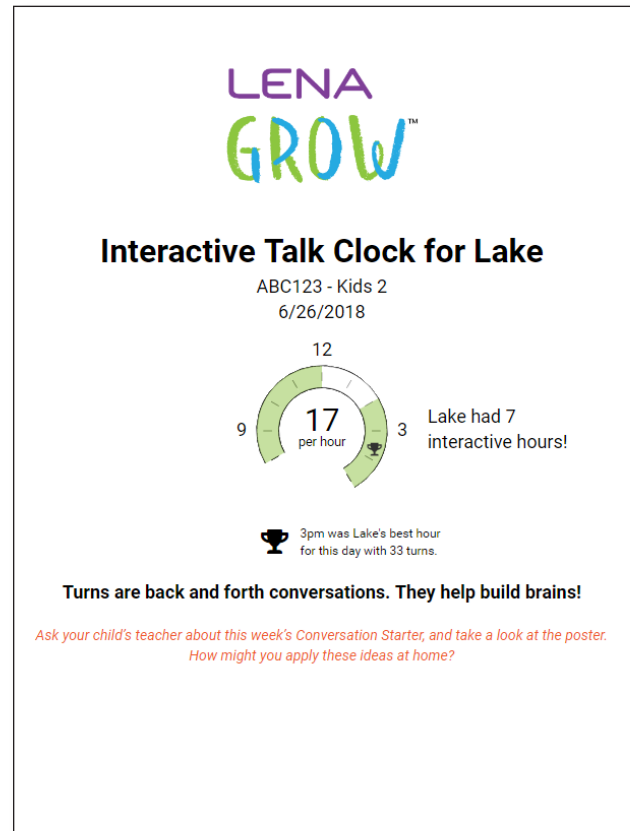 LENA
GROW™
Interactive Talk Clock for Lake
ABC123 - Kids 2
6/26/2018
12
9
17
per hour
3
Lake had 7
interactive hours!
3pm was Lake's best hour
for this day with 33 turns.
Turns are back and forth conversations. They help build brains!
Ask your child's teacher about this week's Conversation Starter, and take a look at the poster.
How might you apply these ideas at home?